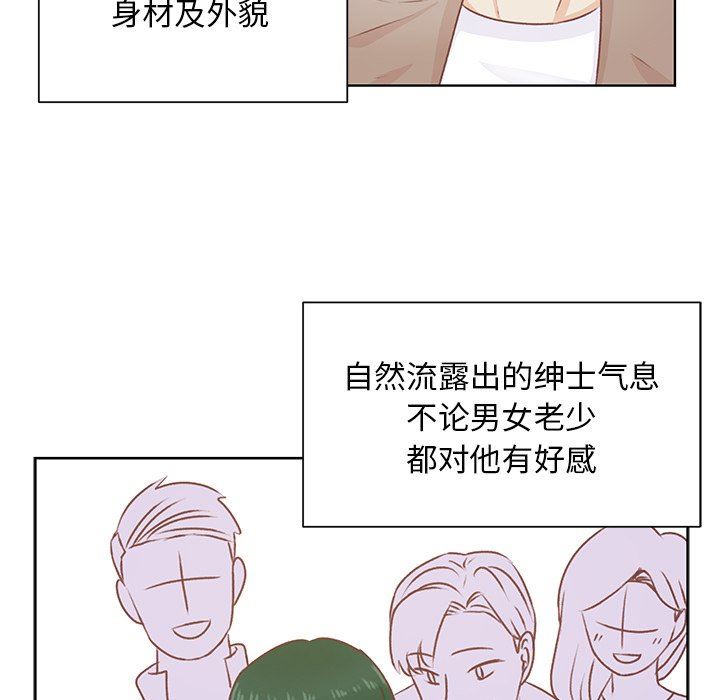 身材及外貌
自然流露出的绅士气息
不论男女老少
都对他有好感